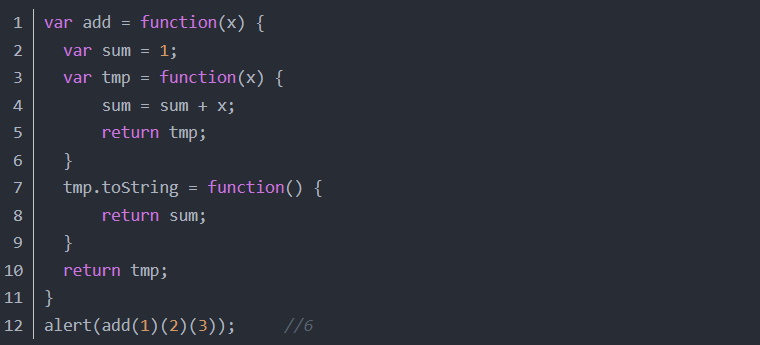 1 var add = function(x) {
2   var sum = 1;
3   var tmp = function(x) {
4       sum = sum + x;
5       return tmp;
6   }
7   tmp.toString = function() {
8       return sum;
9   }
10   return tmp;
11 }
12 alert(add(1)(2)(3));     //6